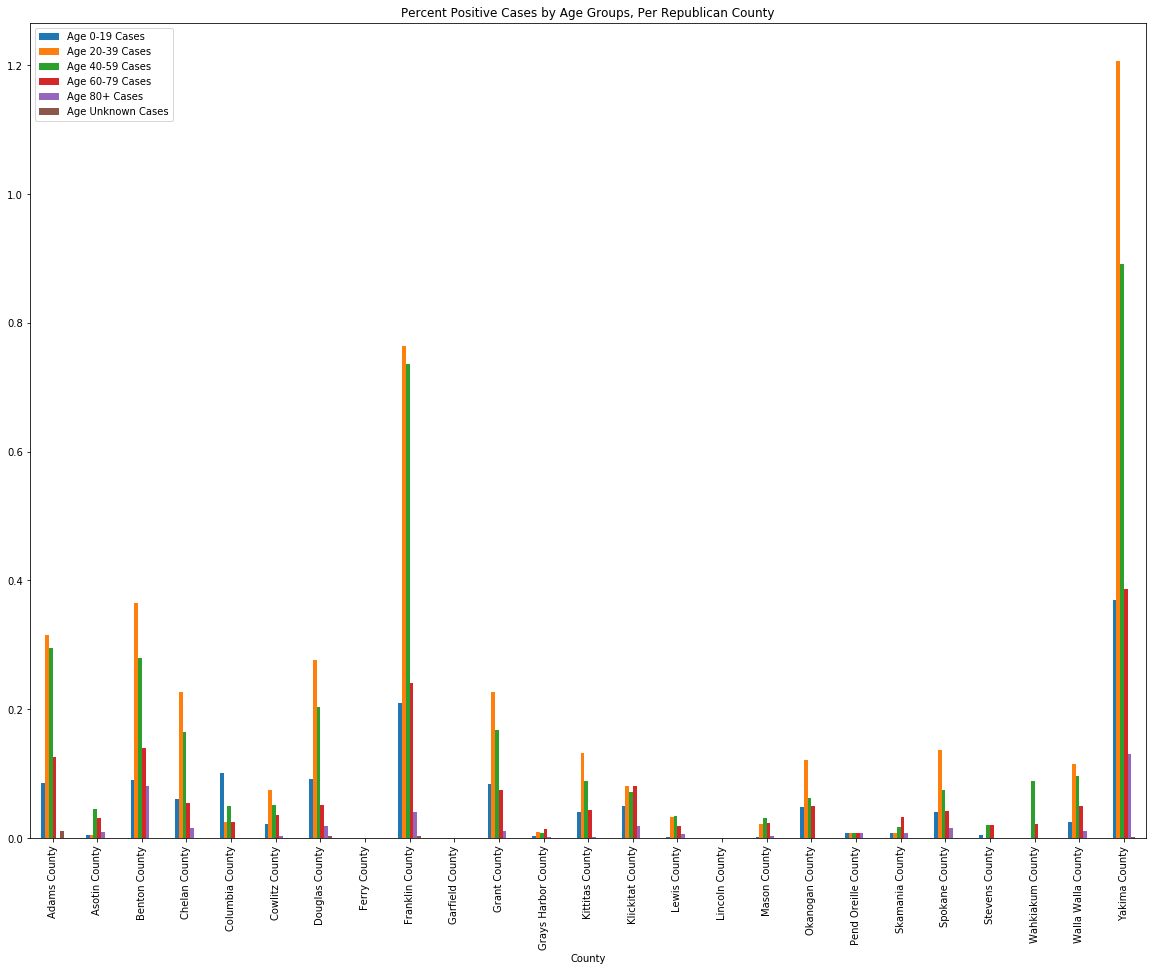 Percent Positive Cases by Age Groups, Per Republican County
Age 0-19 Cases
Age 20-39 Cases
Age 40-59 Cases
Age 60-79 Cases
Age 80+ Cases
Age Unknown Cases
1.2
1.0
0.8
0.6
0.4
0.2
0.0
Adams County
Asotin County
Benton County
Chelan County
Columbia County
Cowlitz County
Douglas County
Ferry County
Franklin County
Garfield County
Grant County
Grays Harbor County
Kittitas County
Klickitat County
Lewis County
Lincoln County
Mason County
Okanogan County
Pend Oreille County
Skamania County
Spokane County
Stevens County
Wahkiakum County
Walla Walla County
Yakima County
County